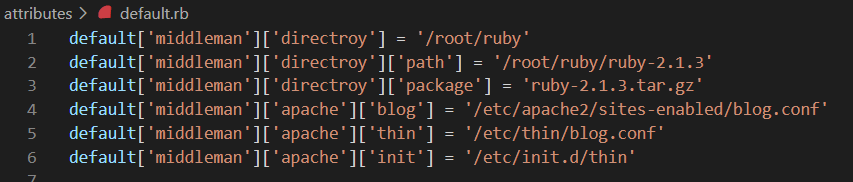 attributes > default.rb
1 default['middleman']['directroy'] = '/root/ruby'
2 default['middleman']['directroy']['path'] = '/root/ruby/ruby-2.1.3'
3 default['middleman']['directroy']['package'] = 'ruby-2.1.3.tar.gz'
4 default['middleman']['apache']['blog'] = '/etc/apache2/sites-enabled/blog.conf'
5 default['middleman']['apache']['thin'] = '/etc/thin/blog.conf'
6 default['middleman']['apache']['init'] = '/etc/init.d/thin'
7